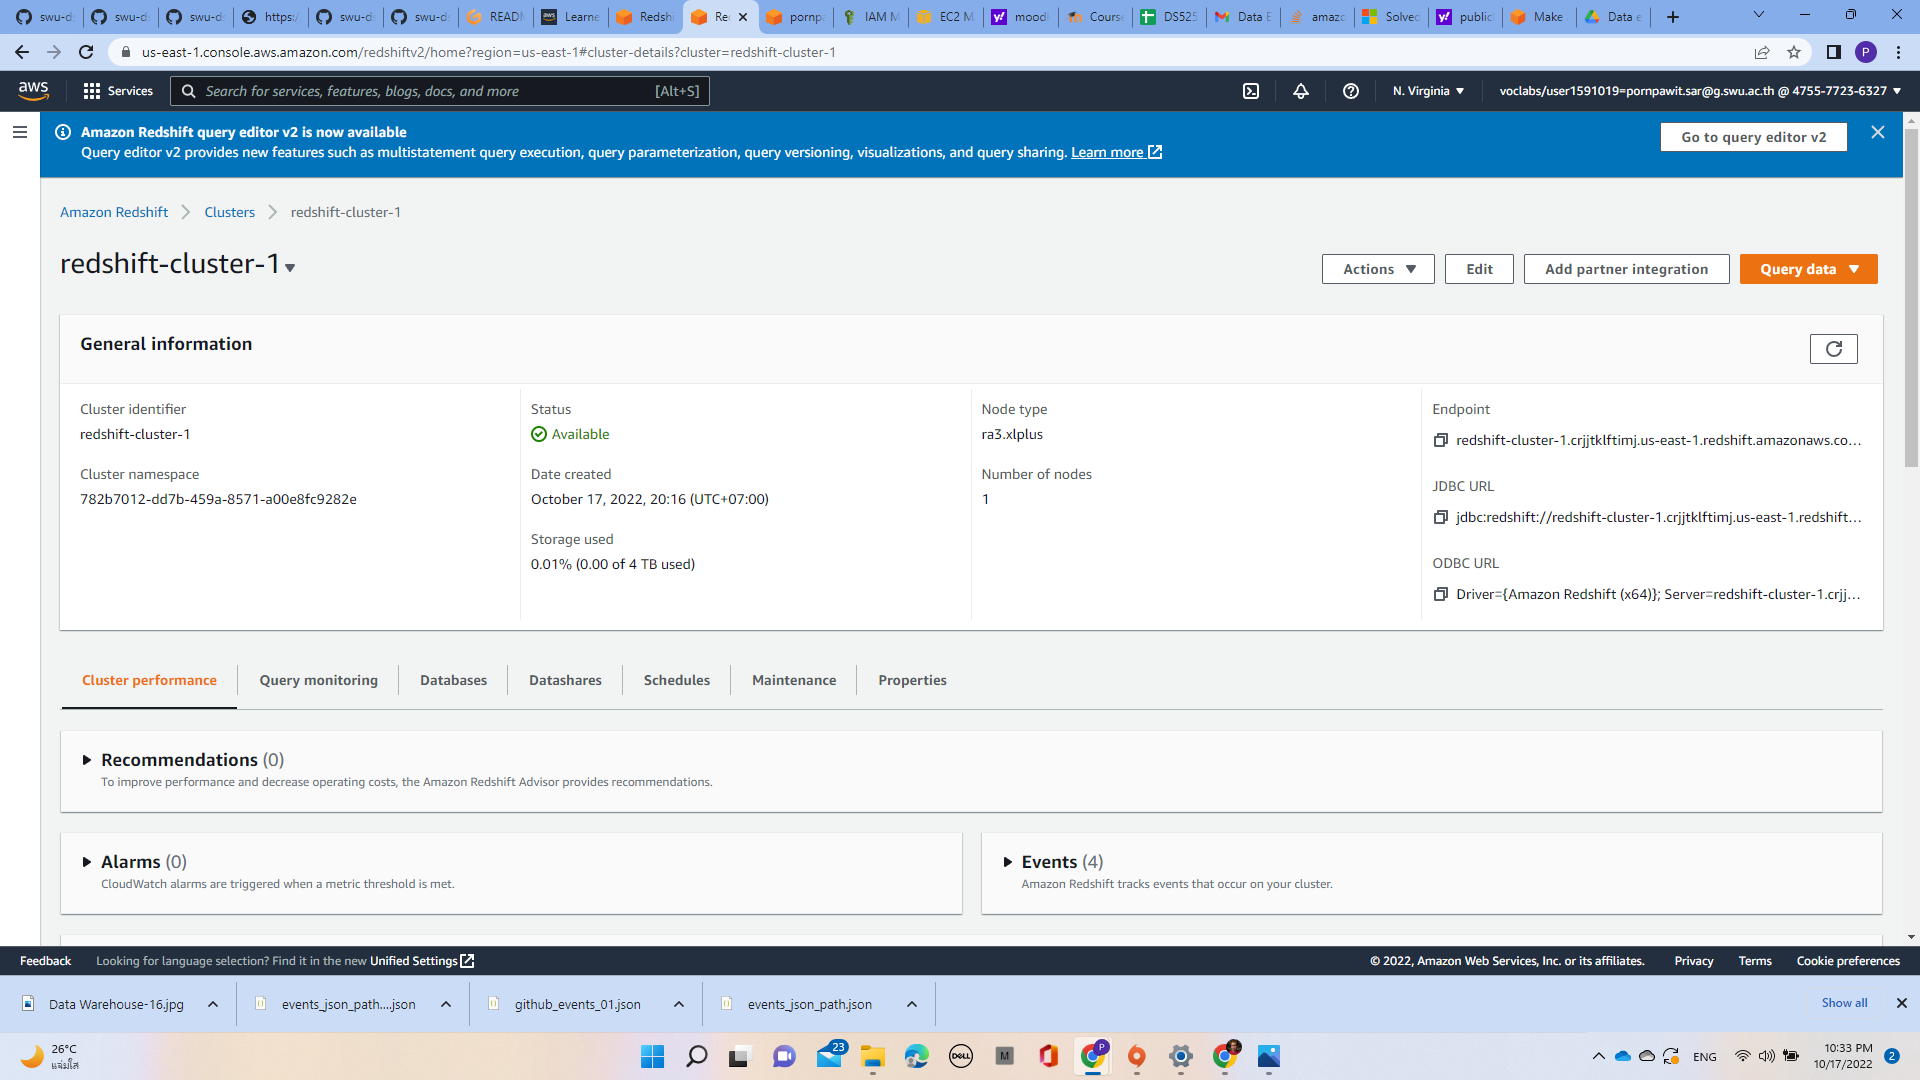 swu-d swu-d swu-d https:/ swu-d swu-d READM Learne Redshi Re pornp IAM M EC2 M mood Course DS525 Data E amazo Solved public Make Data e
us-east-1.console.aws.amazon.com/redshiftv2/home?region=us-east-1#cluster-details?cluster=redshift-cluster-1 P
aws Services Search for services, features, blogs, docs, and more [Alt+S] N. Virginia voclabs/user1591019=pornpawit.sar@g.swu.ac.th @ 4755-7723-6327
Amazon Redshift query editor v2 is now available
Query editor v2 provides new features such as multistatement query execution, query parameterization, query versioning, visualizations, and query sharing. Learn more
Go to query editor v2
Amazon Redshift Clusters redshift-cluster-1
redshift-cluster-1
Actions Edit Add partner integration Query data
General information
Cluster identifier
redshift-cluster-1
Cluster namespace
782b7012-dd7b-459a-8571-a00e8fc9282e
Status
Available
Date created
October 17, 2022, 20:16 (UTC+07:00)
Storage used
0.01% (0.00 of 4 TB used)
Node type
ra3.xlplus
Number of nodes
1
Endpoint
redshift-cluster-1.crjjtklftimj.us-east-1.redshift.amazonaws.co...
JDBC URL
jdbc:redshift://redshift-cluster-1.crjjtklftimj.us-east-1.redshift...
ODBC URL
Driver={Amazon Redshift (x64)}; Server=redshift-cluster-1.crjj...
Cluster performance Query monitoring Databases Datashares Schedules Maintenance Properties
Recommendations (0)
To improve performance and decrease operating costs, the Amazon Redshift Advisor provides recommendations.
Alarms (0)
CloudWatch alarms are triggered when a metric threshold is met.
Events (4)
Amazon Redshift tracks events that occur on your cluster.
Feedback Looking for language selection? Find it in the new Unified Settings © 2022, Amazon Web Services, Inc. or its affiliates. Privacy Terms Cookie preferences
Data Warehouse-16.jpg events_json_path....json github_events_01.json events_json_path.json Show all
26°C
แจ่มใส
23 DELL M P
ENG
10:33 PM
10/17/2022
2